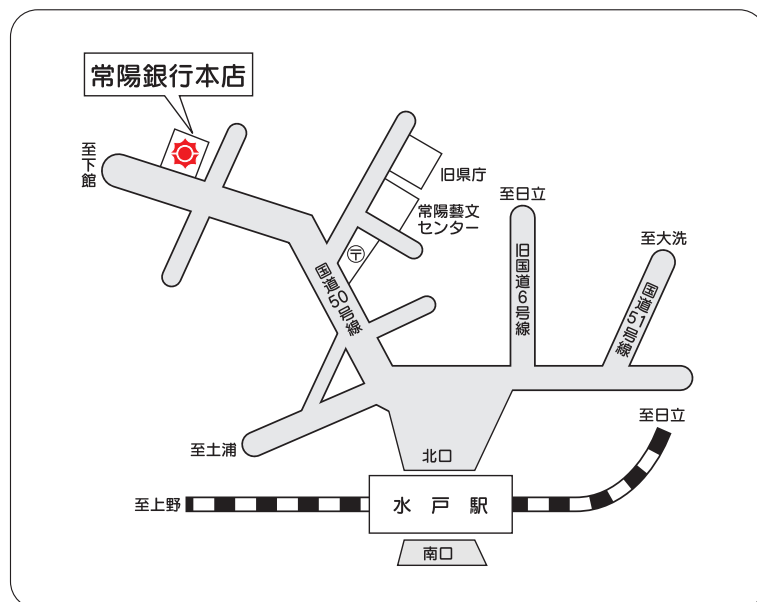 常陽銀行本店
至下館
旧県庁
常陽藝文
センター
〒
至日立
至大洗
国道50号線
旧国道6号線
国道51号線
至土浦
北口
至日立
至上野
水戸駅
南口